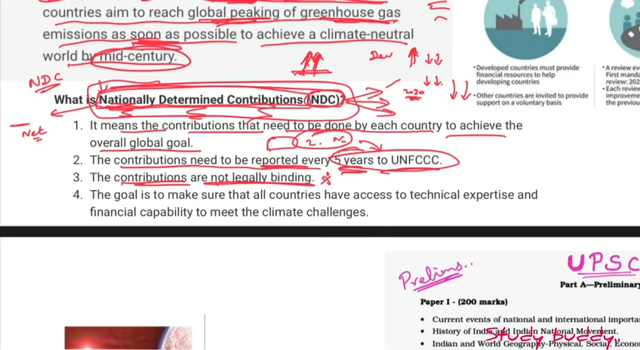 countries aim to reach global peaking of greenhouse gas
emissions as soon as possible to achieve a climate-neutral
world by mid-century.
Dev
NDC
2020
• Developed countries must provide
financial resources to help
developing countries
• Other countries are invited to provide
support on a voluntary basis
• A review ev
First manda
review: 202
• Each review
improveme
the previou
What is Nationally Determined Contributions (NDC)?
Net
1. It means the contributions that need to be done by each country to achieve the
overall global goal.
2. The contributions need to be reported every 5 years to UNFCCC.
3. The contributions are not legally binding.
4. The goal is to make sure that all countries have access to technical expertise and
financial capability to meet the climate challenges.
Prelims..
UPSC
Part A—Preliminary
Paper I - (200 marks)
• Current events of national and international importa
• History of India and Indian National Movement.
Study buddy.
• Indian and World Geography-Physical, Social, Econo